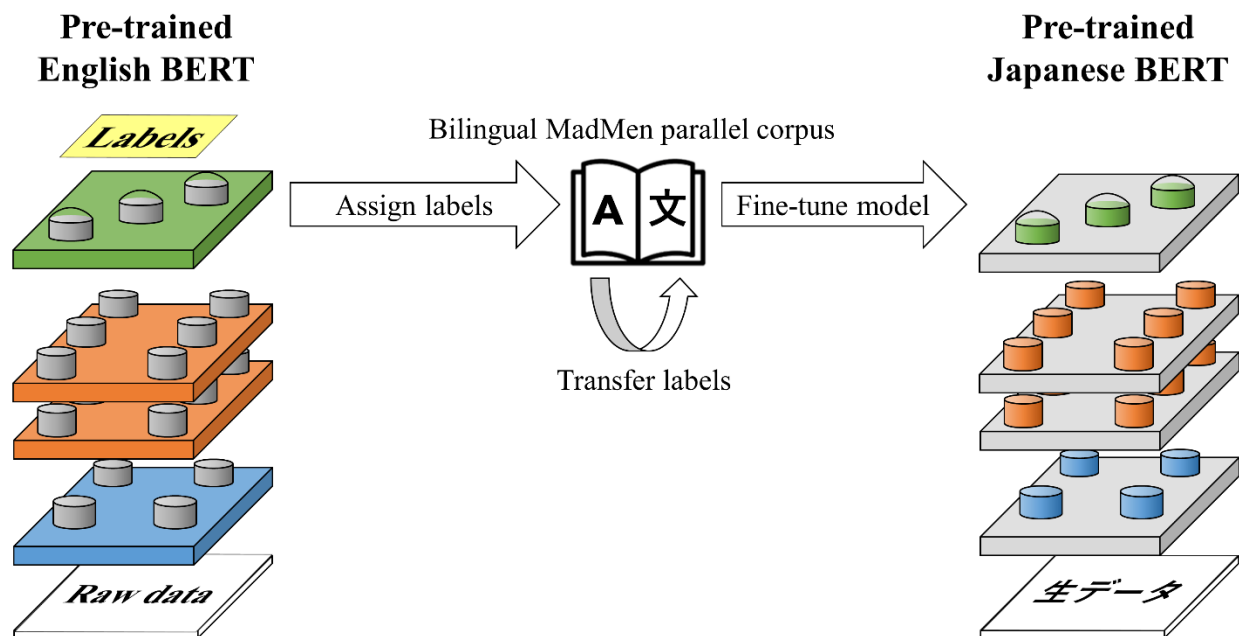 Pre-trained
English BERT
Pre-trained
Japanese BERT
Labels
Bilingual MadMen parallel corpus
Assign labels
A 文
Fine-tune model
Transfer labels
Raw data
生データ